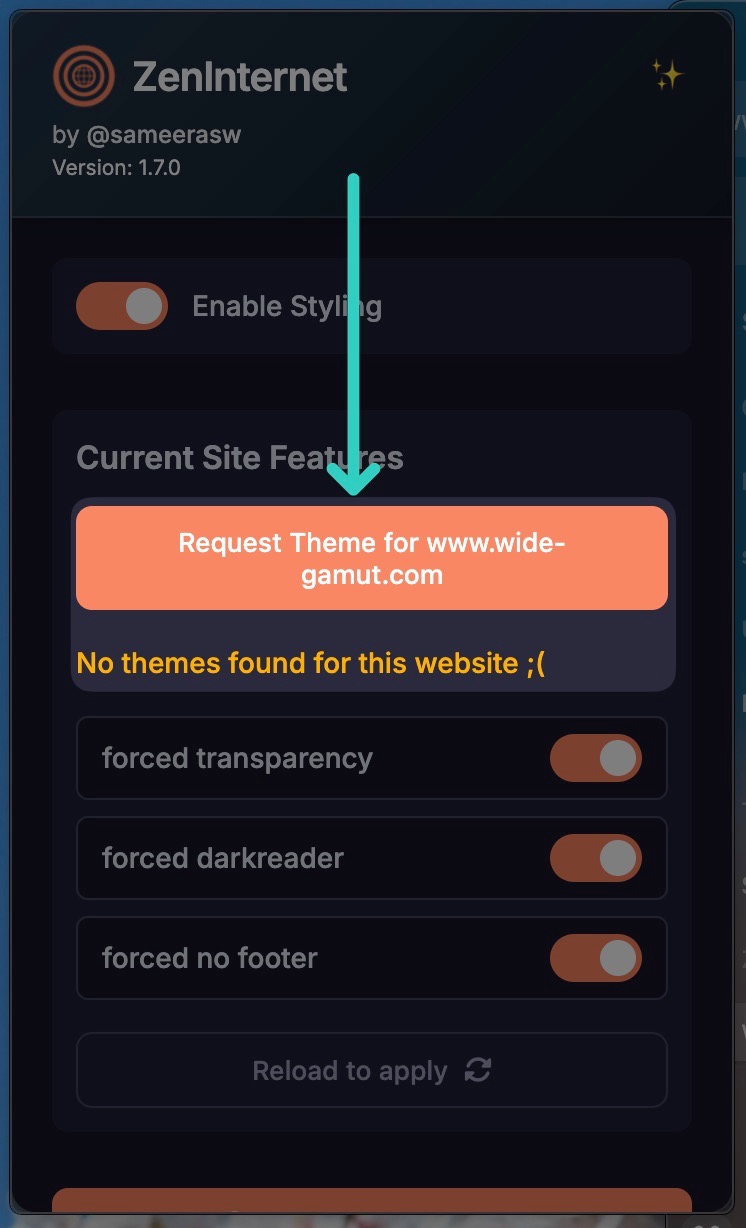 ZenInternet
by @sameerasw
Version: 1.7.0
Enable Styling
Current Site Features
Request Theme for www.wide-
gamut.com
No themes found for this website ;(
forced transparency
forced darkreader
forced no footer
Reload to apply